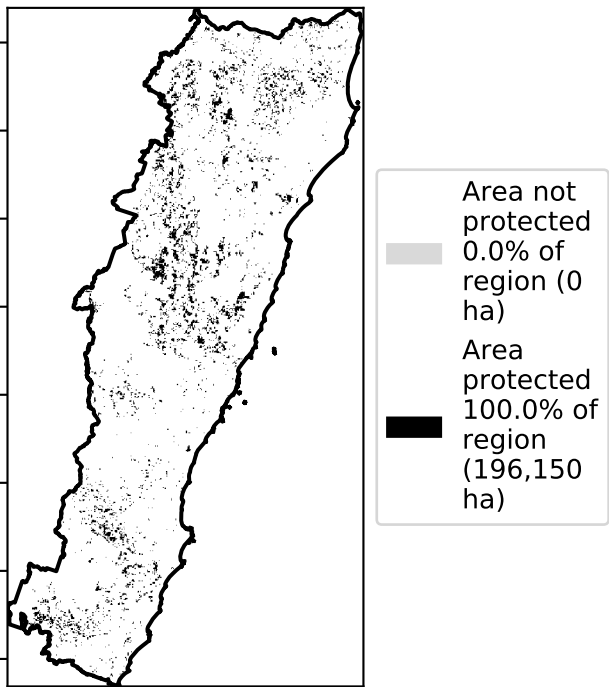 Area not
protected
0.0% of
region (0
ha)
Area
protected
100.0% of
region
(196,150
ha)